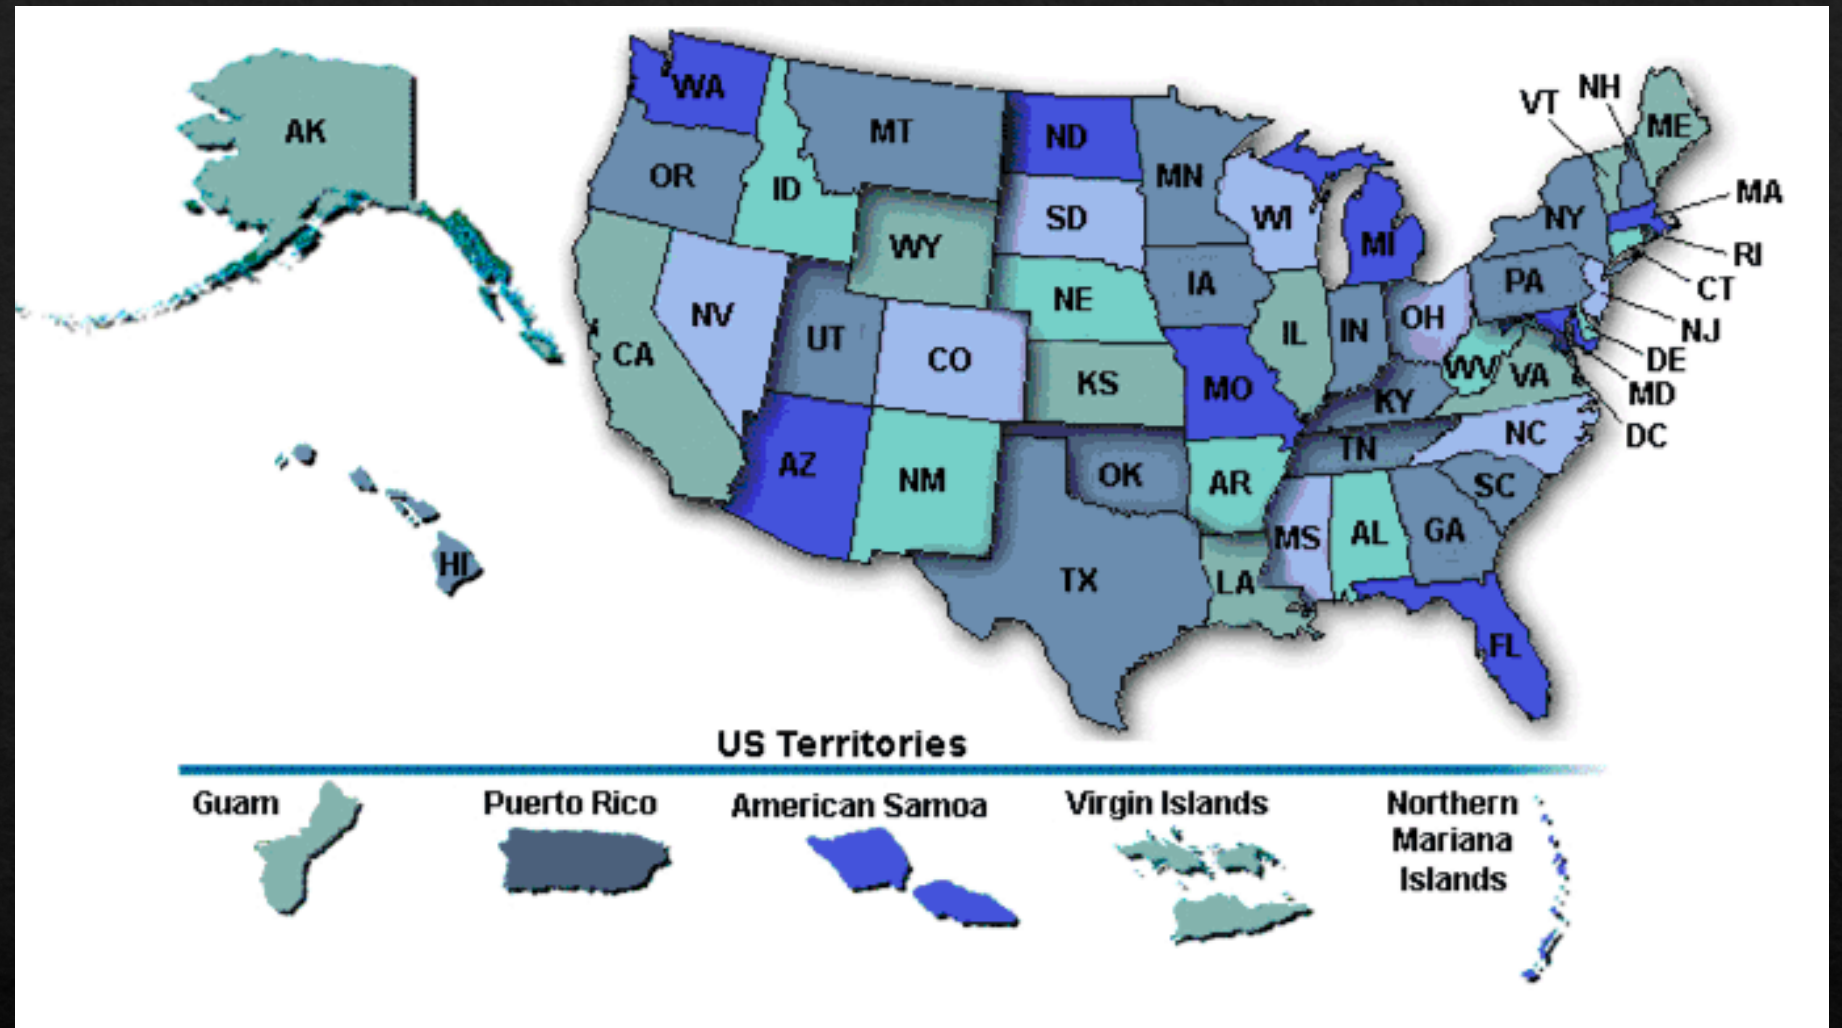 AK
WA
MT
ND
MN
VT
NH
ME
OR
ID
SD
WI
MI
NY
MA
WY
RI
NV
UT
NE
IA
PA
CT
CA
CO
KS
IL
IN
OH
NJ
DE
MO
WV
VA
MD
KY
DC
AZ
NM
OK
AR
TN
NC
SC
HI
TX
LA
MS
AL
GA
FL
US Territories
Guam
Puerto Rico
American Samoa
Virgin Islands
Northern
Mariana
Islands